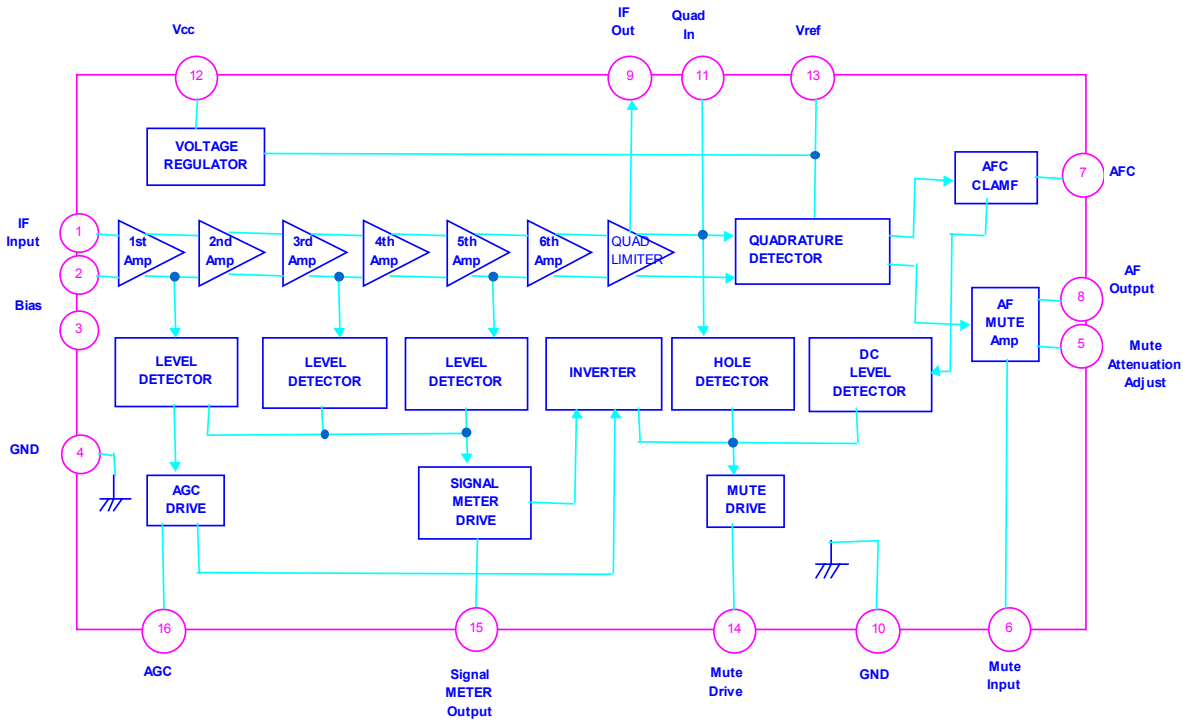 IF
Out
Quad
In
Vcc
Vref
12
9
11
13
VOLTAGE
REGULATOR
AFC
CLAMF
7
AFC
IF
Input
1
1st
Amp
2nd
Amp
3rd
Amp
4th
Amp
5th
Amp
6th
Amp
QUAD
LIMITER
QUADRATURE
DETECTOR
2
Bias
3
AF
MUTE
Amp
8
AF
Output
5
Mute
Attenuation
Adjust
LEVEL
DETECTOR
LEVEL
DETECTOR
LEVEL
DETECTOR
INVERTER
HOLE
DETECTOR
DC
LEVEL
DETECTOR
GND
4
AGC
DRIVE
SIGNAL
METER
DRIVE
MUTE
DRIVE
16
15
14
10
6
AGC
Signal
METER
Output
Mute
Drive
GND
Mute
Input